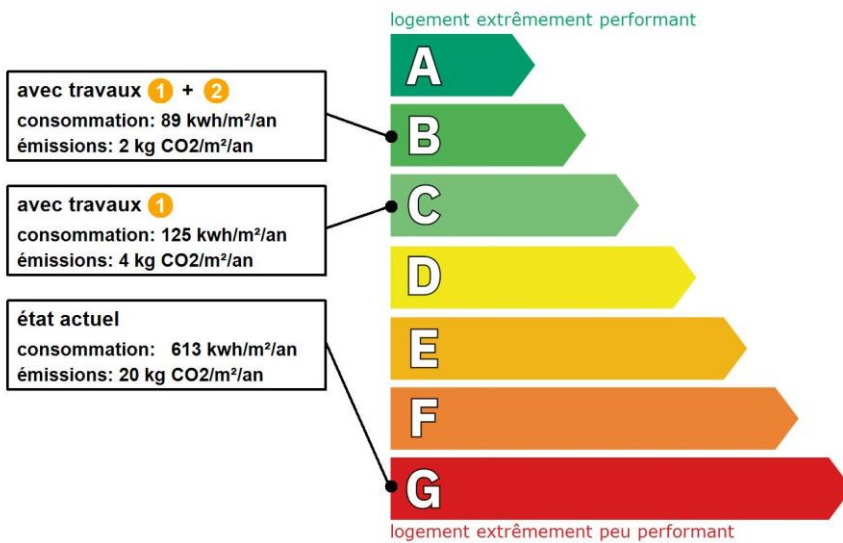 logement extrêmement performant
A
avec travaux 1 + 2
consommation: 89 kwh/m²/an
émissions: 2 kg CO2/m²/an
B
avec travaux 1
consommation: 125 kwh/m²/an
émissions: 4 kg CO2/m²/an
C
D
état actuel
consommation: 613 kwh/m²/an
émissions: 20 kg CO2/m²/an
E
F
G
logement extrêmement peu performant